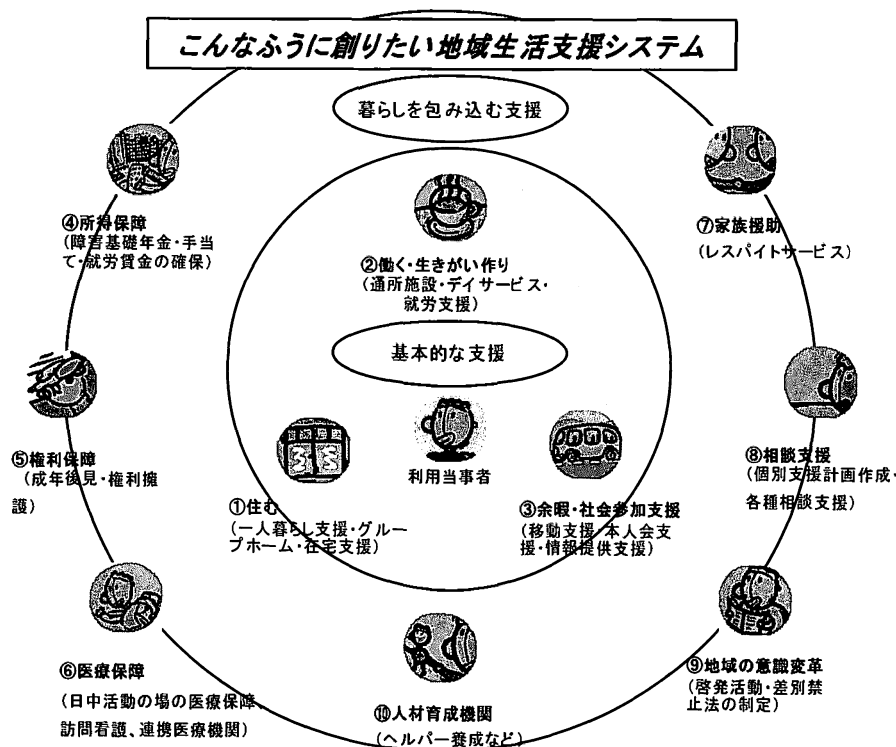 こんなふうに創りたい地域生活支援システム
暮らしを包み込む支援
④所得保障
(障害基礎年金・手当
て・就労賃金の確保)
⑦家族援助
(レスパイトサービス)
②働く・生きがい作り
(通所施設・デイサービス・
就労支援)
基本的な支援
利用当事者
⑤権利保障
(成年後見・権利擁
護)
⑧相談支援
(個別支援計画作成・
各種相談支援)
①住む
(一人暮らし支援・グルー
プホーム・在宅支援)
③余暇・社会参加支援
(移動支援・本人会支
援・情報提供支援)
⑥医療保障
(日中活動の場の医療保障、
訪問看護、連携医療機関)
⑩人材育成機関
(ヘルパー養成など)
⑨地域の意識変革
(啓発活動・差別禁
止法の制定)